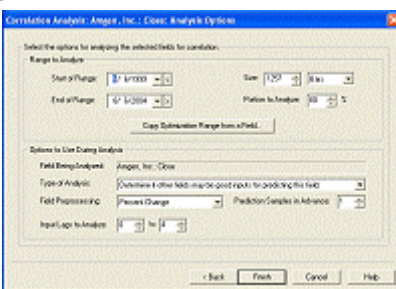 Correlation Analysis: Amgen, Inc.: Close: Analysis Options
Select the options for analyzing the selected fields for correlation.
Range to Analyze
Start of Range:
Size: 1257 Bars
End of Range:
Portion to Analyze: %
Copy Optimization Range from a Field...
Options to Use During Analysis
Field Being Analyzed: Amgen, Inc.: Close
Type of Analysis: Determine if other fields may be good inputs for predicting this field
Field Preprocessing: Percent Change
Prediction Samples in Advance: 1
Input Lags to Analyze: to
< Back Finish Cancel Help